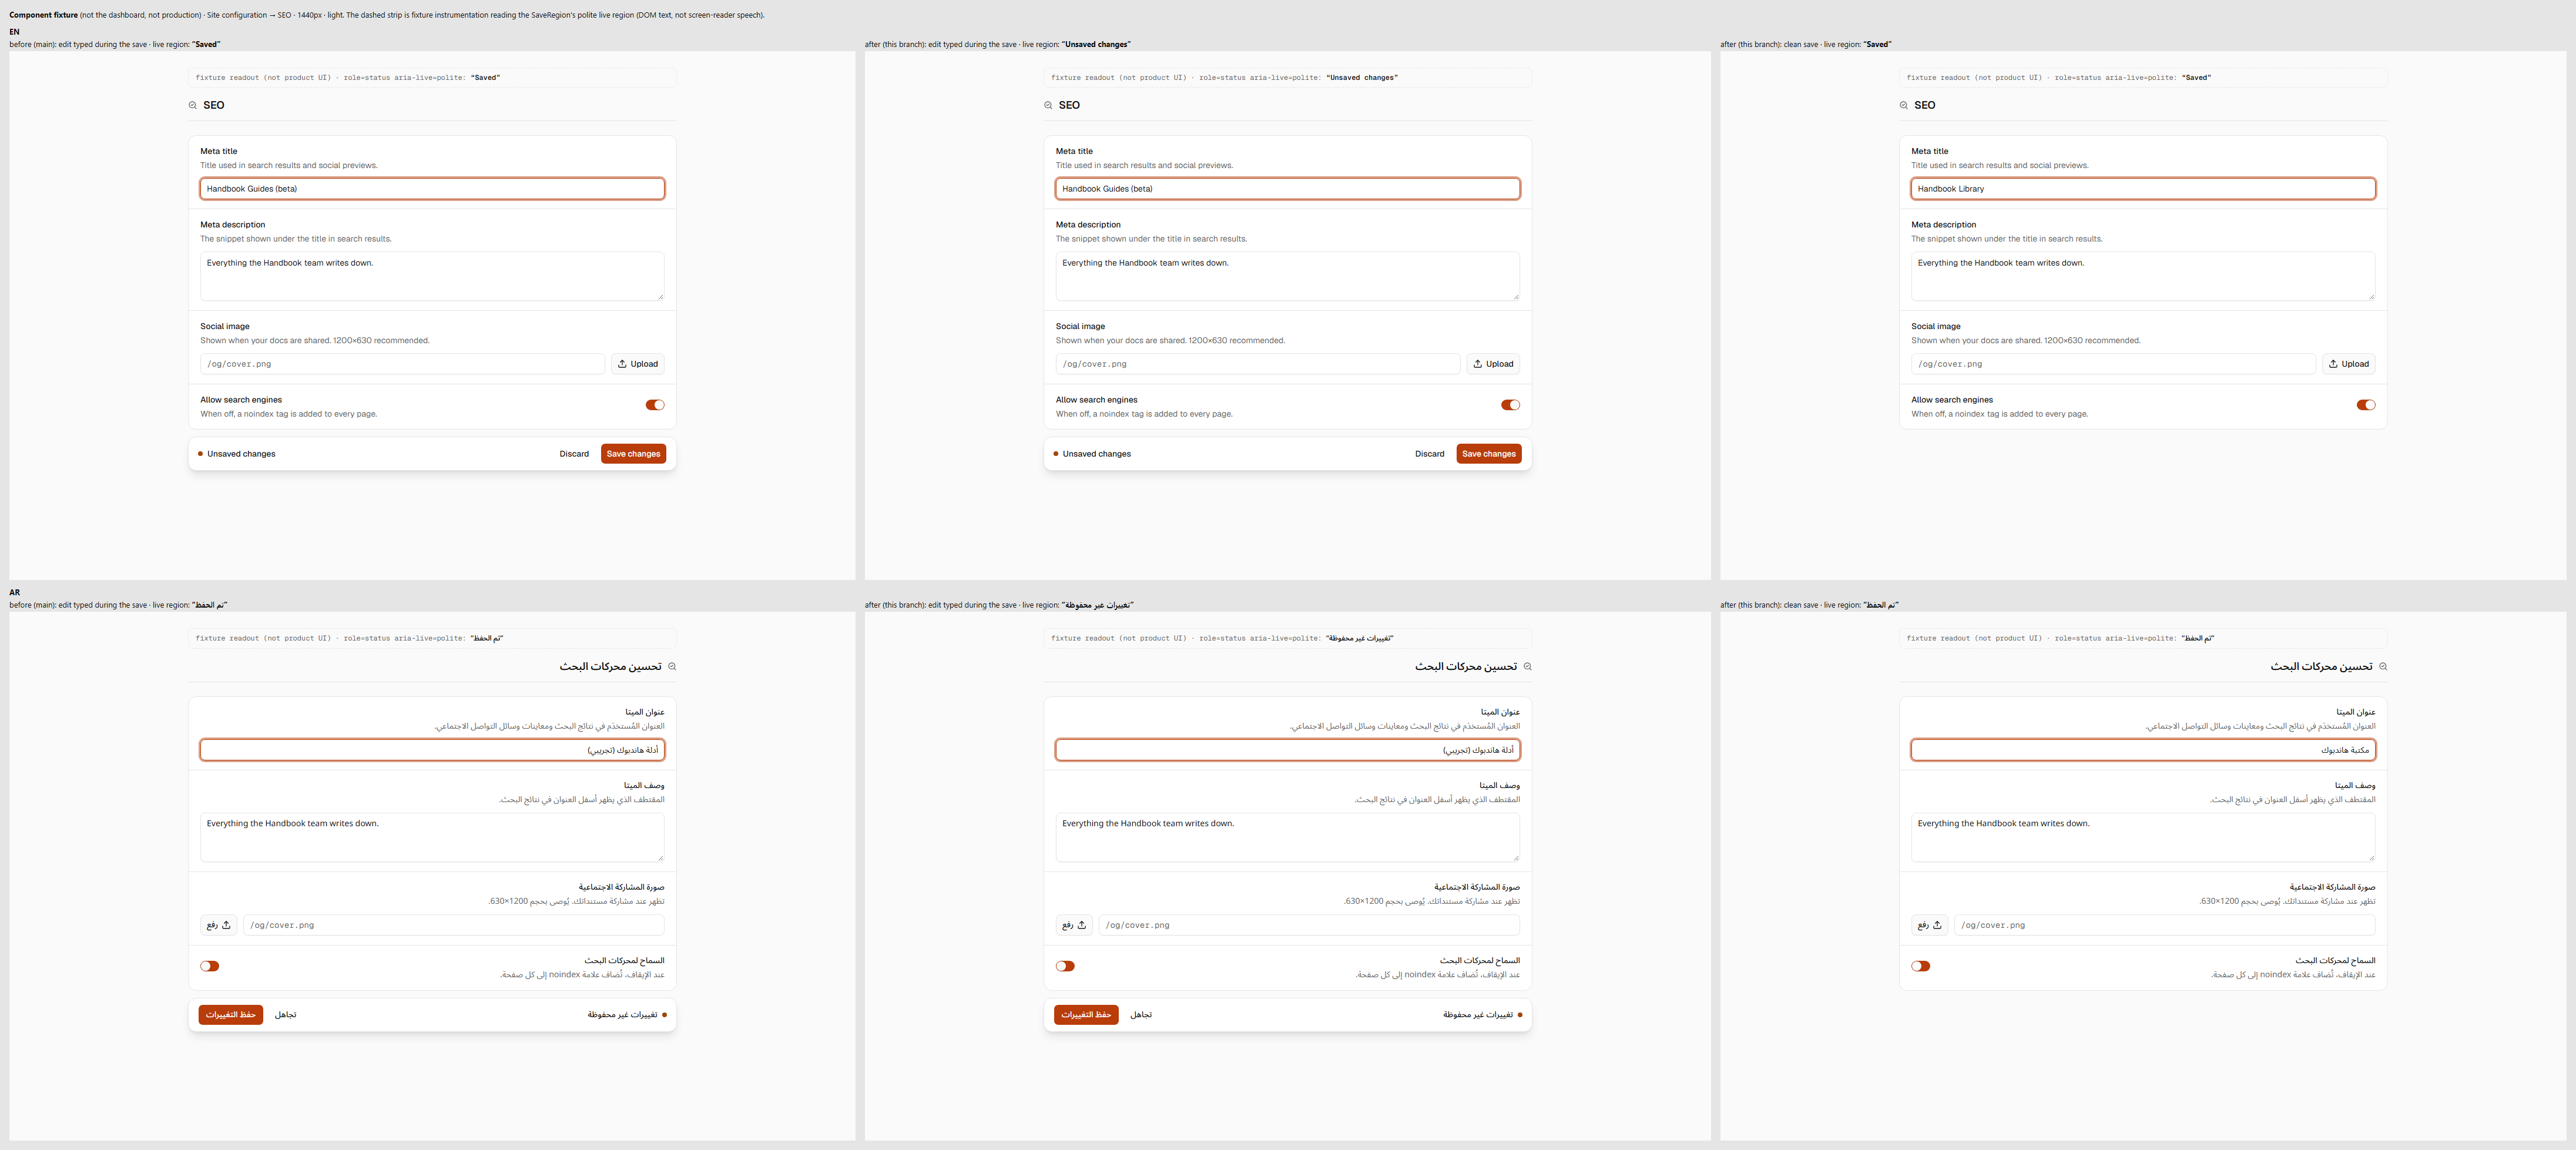 Component fixture (not the dashboard, not production) · Site configuration → SEO · 1440px · light. The dashed strip is fixture instrumentation reading the SaveRegion's polite live region (DOM text, not screen-reader speech).
EN
before (main): edit typed during the save · live region: "Saved"
fixture readout (not product UI) · role=status aria-live=polite: "Saved"
SEO
Meta title
Title used in search results and social previews.
Handbook Guides (beta)
Meta description
The snippet shown under the title in search results.
Everything the Handbook team writes down.
Social image
Shown when your docs are shared. 1200×630 recommended.
/og/cover.png
Upload
Allow search engines
When off, a noindex tag is added to every page.
Unsaved changes
Discard
Save changes
after (this branch): edit typed during the save · live region: "Unsaved changes"
fixture readout (not product UI) · role=status aria-live=polite: "Unsaved changes"
SEO
Meta title
Title used in search results and social previews.
Handbook Guides (beta)
Meta description
The snippet shown under the title in search results.
Everything the Handbook team writes down.
Social image
Shown when your docs are shared. 1200×630 recommended.
/og/cover.png
Upload
Allow search engines
When off, a noindex tag is added to every page.
Unsaved changes
Discard
Save changes
after (this branch): clean save · live region: "Saved"
fixture readout (not product UI) · role=status aria-live=polite: "Saved"
SEO
Meta title
Title used in search results and social previews.
Handbook Library
Meta description
The snippet shown under the title in search results.
Everything the Handbook team writes down.
Social image
Shown when your docs are shared. 1200×630 recommended.
/og/cover.png
Upload
Allow search engines
When off, a noindex tag is added to every page.
AR
before (main): edit typed during the save · live region: "تم الحفظ"
fixture readout (not product UI) · role=status aria-live=polite: "تم الحفظ"
تحسين محركات البحث
عنوان الميتا
العنوان المُستخدَم في نتائج البحث ومعاينات وسائل التواصل الاجتماعي.
أدلة هاندبوك (تجريبي)
وصف الميتا
المقتطف الذي يظهر أسفل العنوان في نتائج البحث.
Everything the Handbook team writes down.
صورة المشاركة الاجتماعية
تظهر عند مشاركة مستنداتك. يُوصى بحجم 1200×630.
/og/cover.png
رفع
السماح لمحركات البحث
عند الإيقاف، تُضاف علامة noindex إلى كل صفحة.
تغييرات غير محفوظة
تجاهل
حفظ التغييرات
after (this branch): edit typed during the save · live region: "تغييرات غير محفوظة"
fixture readout (not product UI) · role=status aria-live=polite: "تغييرات غير محفوظة"
تحسين محركات البحث
عنوان الميتا
العنوان المُستخدَم في نتائج البحث ومعاينات وسائل التواصل الاجتماعي.
أدلة هاندبوك (تجريبي)
وصف الميتا
المقتطف الذي يظهر أسفل العنوان في نتائج البحث.
Everything the Handbook team writes down.
صورة المشاركة الاجتماعية
تظهر عند مشاركة مستنداتك. يُوصى بحجم 1200×630.
/og/cover.png
رفع
السماح لمحركات البحث
عند الإيقاف، تُضاف علامة noindex إلى كل صفحة.
تغييرات غير محفوظة
تجاهل
حفظ التغييرات
after (this branch): clean save · live region: "تم الحفظ"
fixture readout (not product UI) · role=status aria-live=polite: "تم الحفظ"
تحسين محركات البحث
عنوان الميتا
العنوان المُستخدَم في نتائج البحث ومعاينات وسائل التواصل الاجتماعي.
مكتبة هاندبوك
وصف الميتا
المقتطف الذي يظهر أسفل العنوان في نتائج البحث.
Everything the Handbook team writes down.
صورة المشاركة الاجتماعية
تظهر عند مشاركة مستنداتك. يُوصى بحجم 1200×630.
/og/cover.png
رفع
السماح لمحركات البحث
عند الإيقاف، تُضاف علامة noindex إلى كل صفحة.